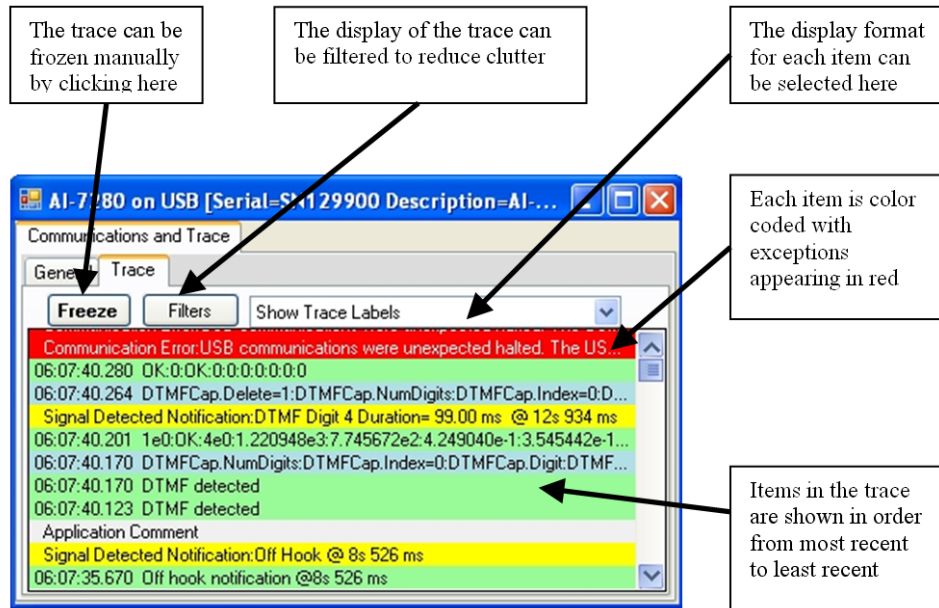 The trace can be
frozen manually
by clicking here
The display of the trace can
be filtered to reduce clutter
The display format
for each item can
be selected here
AI-7280 on USB [Serial=SN129900 Description=AI-...
Communications and Trace
General Trace
Freeze Filters Show Trace Labels
Communication Error:USB communications were unexpected halted. The US...
06:07:40.280 OK:0:OK:0:0:0:0:0:0:0
06:07:40.264 DTMFCap.Delete=1:DTMFCap.NumDigits:DTMFCap.Index=0:D...
Signal Detected Notification:DTMF Digit 4 Duration= 99.00 ms @ 12s 934 ms
06:07:40.201 1e0:OK:4e0:1.220948e3:7.745672e2:4.249040e-1:3.545442e-1...
06:07:40.170 DTMFCap.NumDigits:DTMFCap.Index=0:DTMFCap.Digit:DTMF...
06:07:40.170 DTMF detected
06:07:40.123 DTMF detected
Application Comment
Signal Detected Notification:Off Hook @ 8s 526 ms
06:07:35.670 Off hook notification @8s 526 ms
Each item is color
coded with
exceptions
appearing in red
Items in the trace
are shown in order
from most recent
to least recent